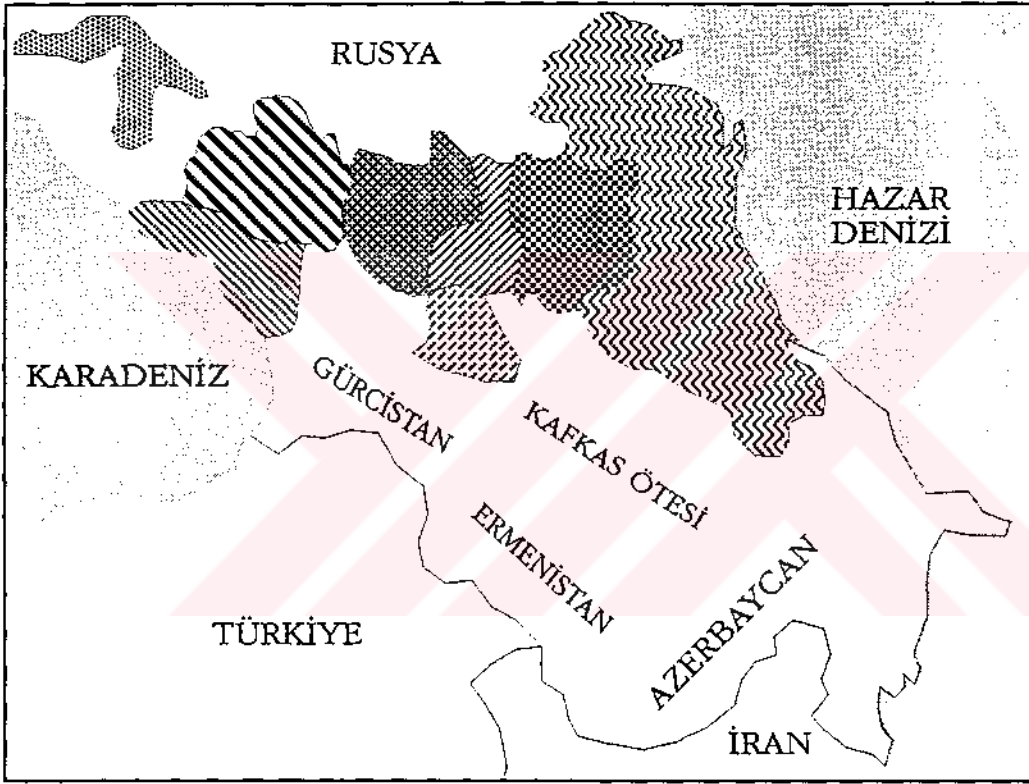 RUSYA
HAZAR
DENİZİ
KARADENİZ
GÜRCİSTAN
KAFKAS ÖTESİ
ERMENİSTAN
AZERBAYCAN
TÜRKİYE
İRAN